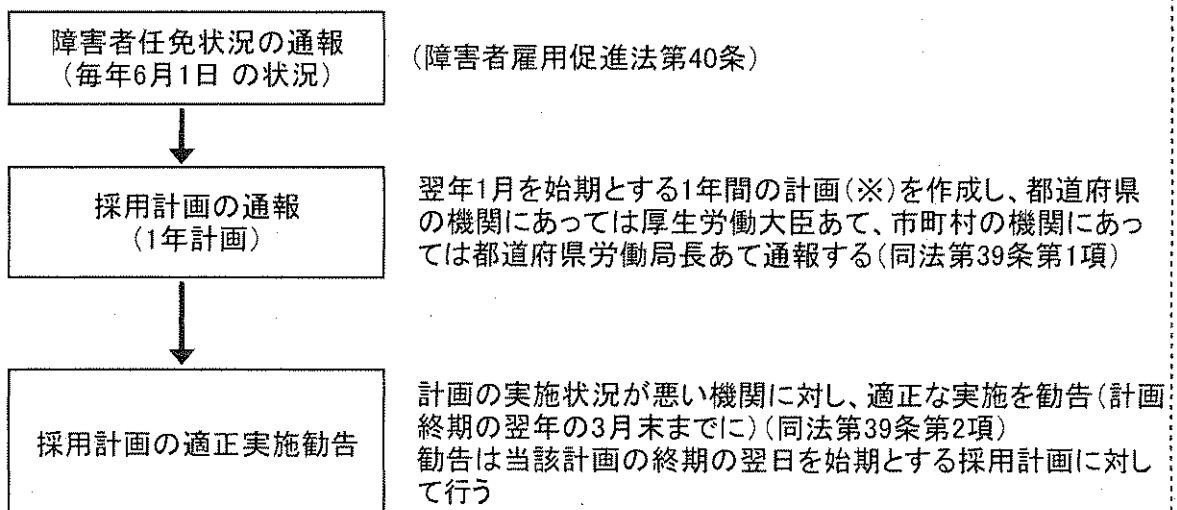 障害者任免状況の通報
(毎年6月1日 の状況)
(障害者雇用促進法第40条)
採用計画の通報
(1年計画)
翌年1月を始期とする1年間の計画(※)を作成し、都道府県
の機関にあっては厚生労働大臣あて、市町村の機関にあっ
ては都道府県労働局長あて通報する(同法第39条第1項)
採用計画の適正実施勧告
計画の実施状況が悪い機関に対し、適正な実施を勧告(計画
終期の翌年の3月末までに)(同法第39条第2項)
勧告は当該計画の終期の翌日を始期とする採用計画に対し
て行う